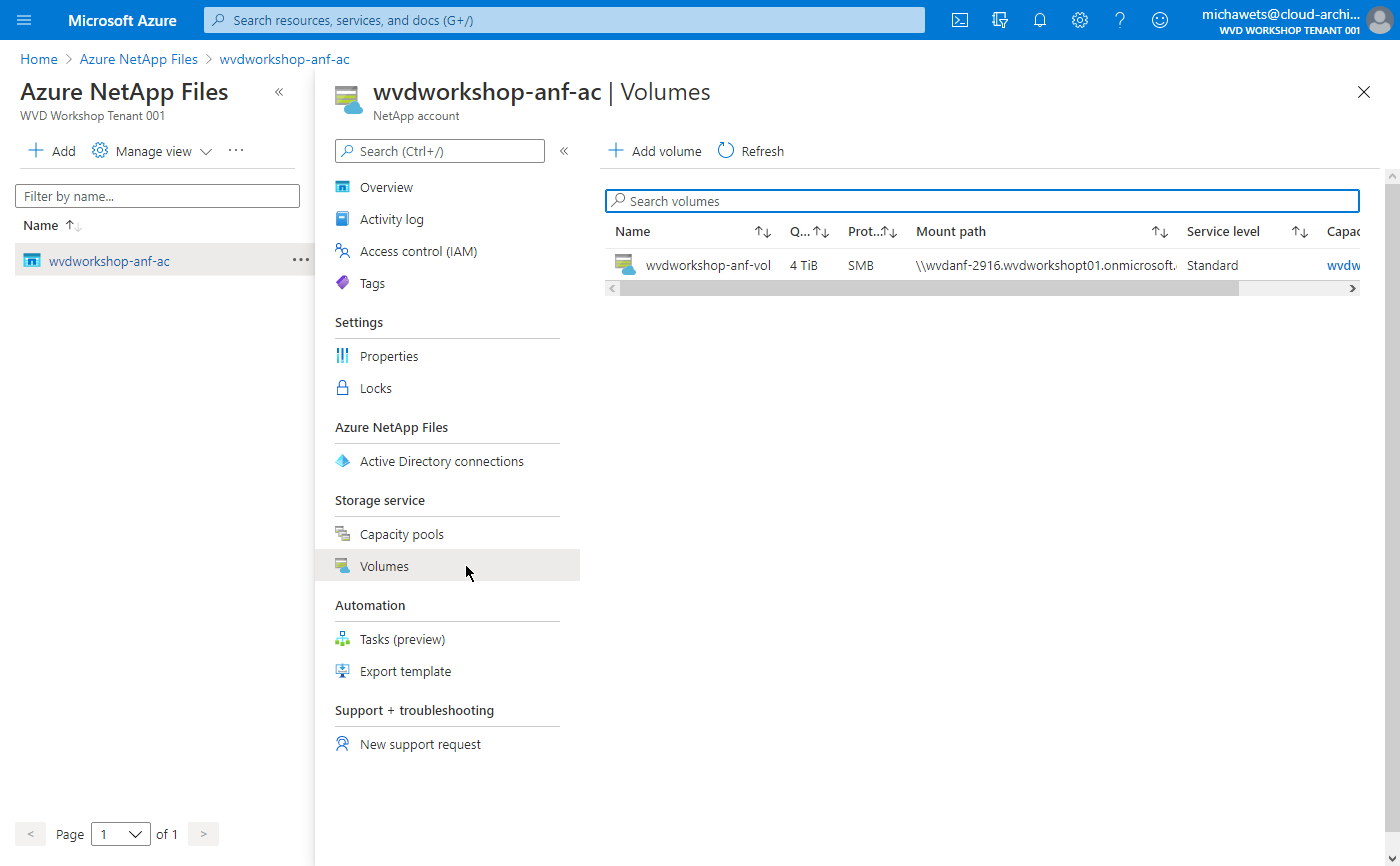 Microsoft Azure
Search resources, services, and docs (G+/)
michawets@cloud-archi...
WVD WORKSHOP TENANT 001
Home > Azure NetApp Files > wvdworkshop-anf-ac
Azure NetApp Files
WVD Workshop Tenant 001
Add Manage view ...
Filter by name...
Name
wvdworkshop-anf-ac ...
< Page 1 of 1 >
wvdworkshop-anf-ac | Volumes
NetApp account
Search (Ctrl+/)
Overview
Activity log
Access control (IAM)
Tags
Settings
Properties
Locks
Azure NetApp Files
Active Directory connections
Storage service
Capacity pools
Volumes
Automation
Tasks (preview)
Export template
Support + troubleshooting
New support request
Add volume Refresh
Search volumes
Name Q... Prot... Mount path Service level Capac
wvdworkshop-anf-vol 4 TiB SMB \\wvdanf-2916.wvdworkshopt01.onmicrosoft. Standard wvdw